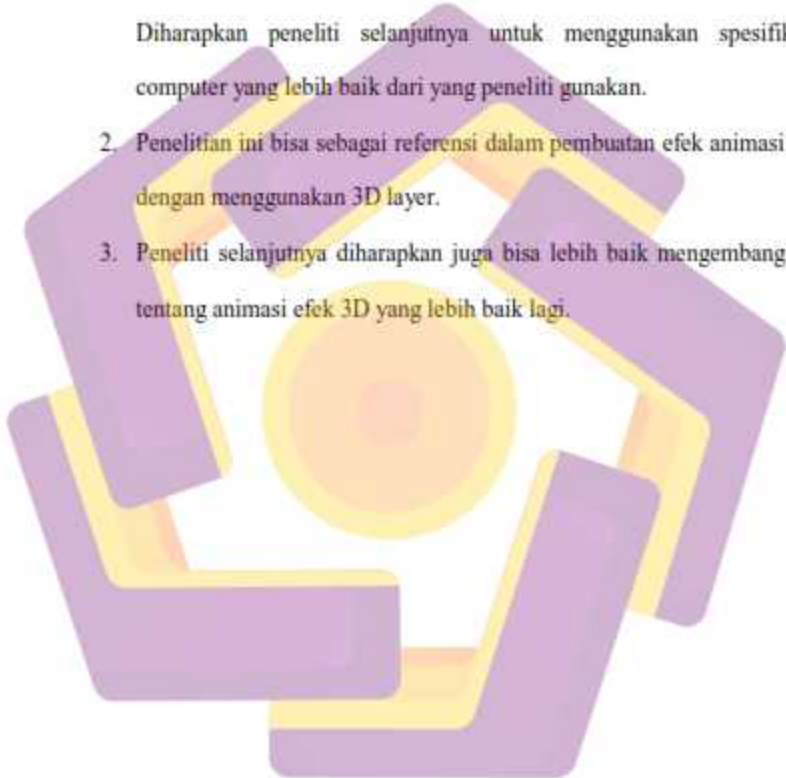 Diharapkan peneliti selanjutnya untuk menggunakan spesifik
computer yang lebih baik dari yang peneliti gunakan.
2. Penelitian ini bisa sebagai referensi dalam pembuatan efek animasi
dengan menggunakan 3D layer.
3. Peneliti selanjutnya diharapkan juga bisa lebih baik mengembang
tentang animasi efek 3D yang lebih baik lagi.